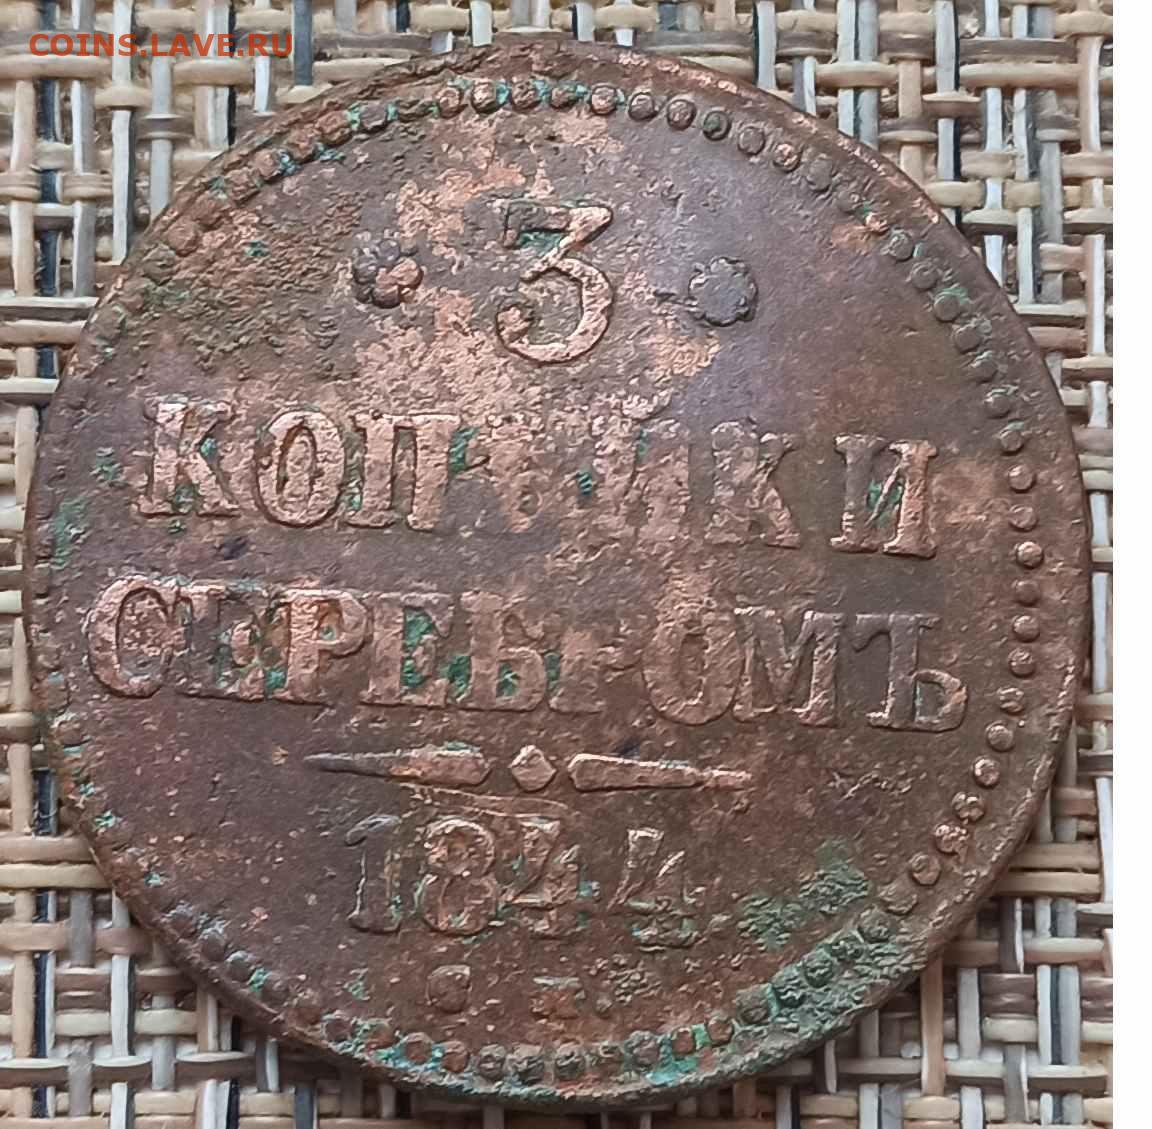 COINS.LAVE.RU
3
КОПѢЙКИ
СЕРЕБРОМЪ
1844